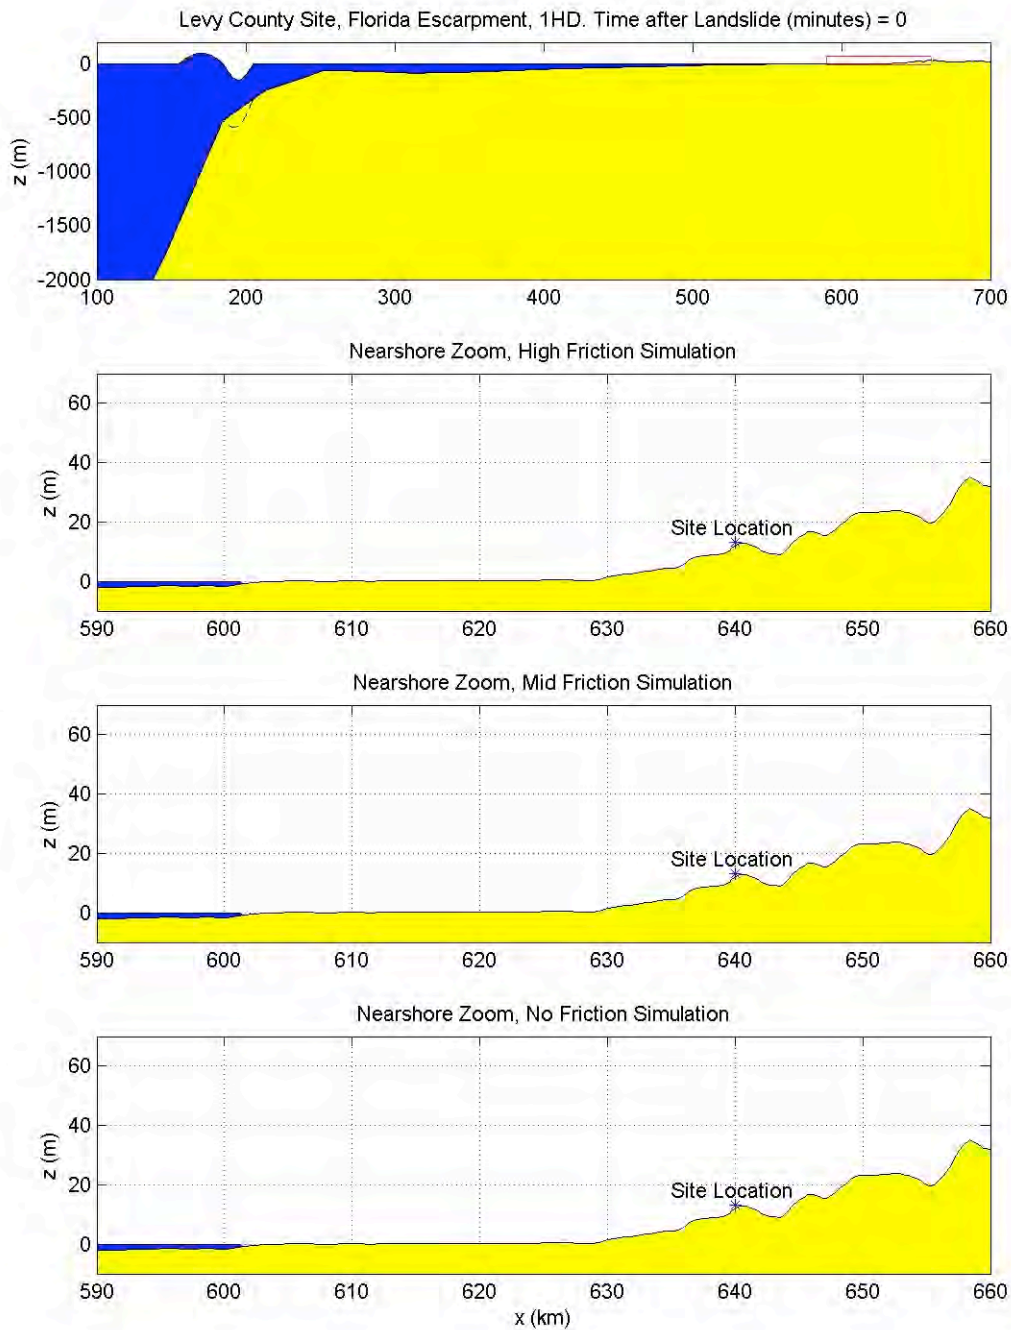 Levy County Site, Florida Escarpment, 1HD. Time after Landslide (minutes) = 0
0
-500
-1000
-1500
-2000
z (m)
100 200 300 400 500 600 700
Nearshore Zoom, High Friction Simulation
60
40
20
0
z (m)
Site Location
590 600 610 620 630 640 650 660
Nearshore Zoom, Mid Friction Simulation
60
40
20
0
z (m)
Site Location
590 600 610 620 630 640 650 660
Nearshore Zoom, No Friction Simulation
60
40
20
0
z (m)
Site Location
590 600 610 620 630 640 650 660
x (km)